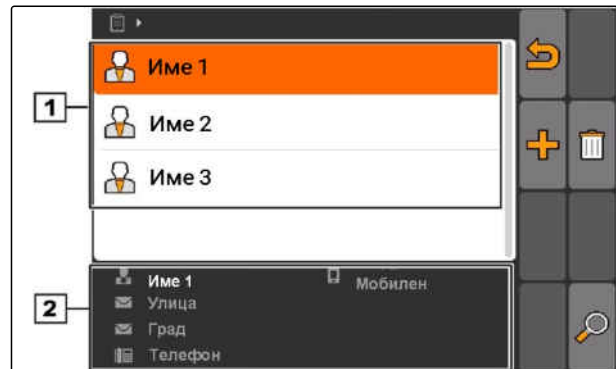 1
Име 1
Име 2
Име 3
2
Име 1
Мобилен
Улица
Град
Телефон